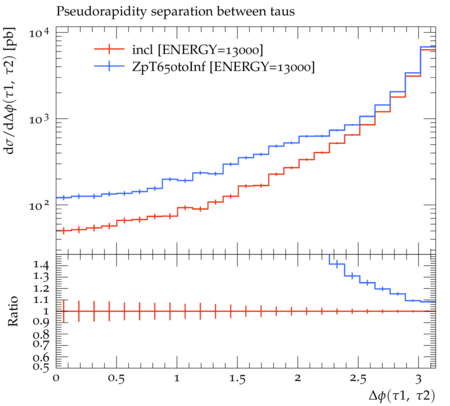 Pseudorapidity separation between taus
dσ/dΔϕ(τ1, τ2) [pb]
10⁴
10³
10²
incl [ENERGY=13000]
ZpT650toInf [ENERGY=13000]
Ratio
1.4
1.3
1.2
1.1
1
0.9
0.8
0.7
0.6
0.5
0 0.5 1 1.5 2 2.5 3
Δϕ(τ1, τ2)